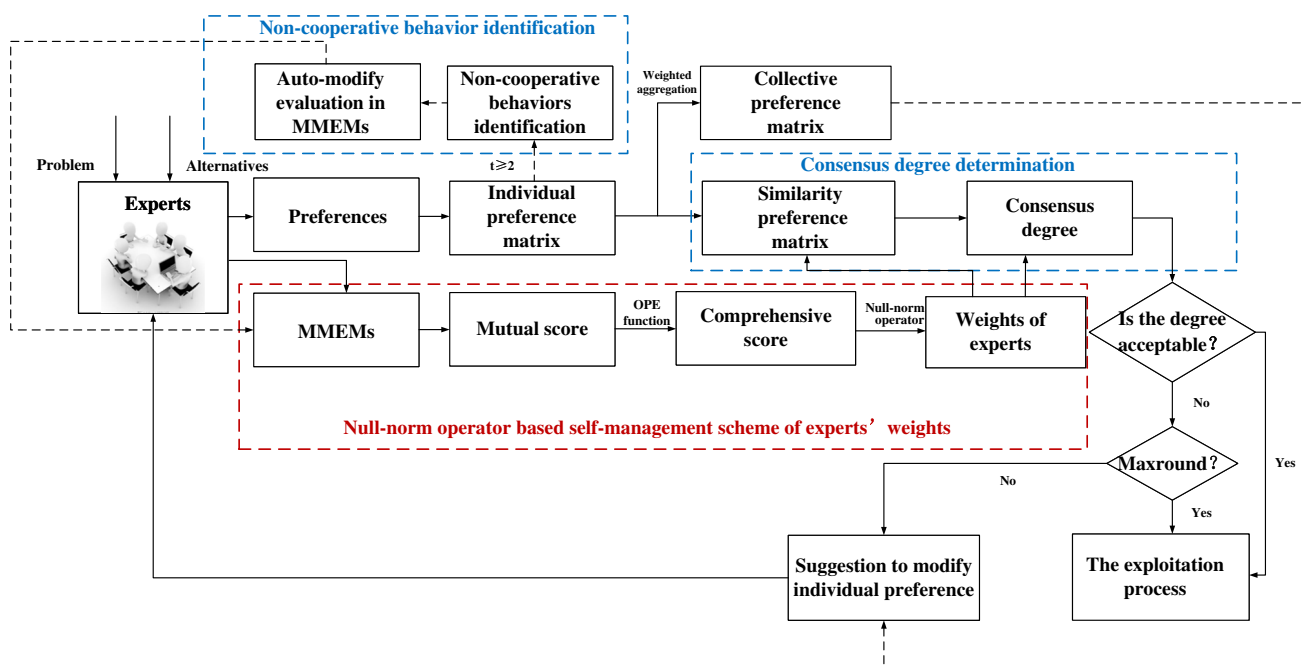 Non-cooperative behavior identification
Auto-modify
evaluation in
MMEMs
Non-cooperative
behaviors
identification
Weighted
aggregation
Collective
preference
matrix
Problem
Alternatives
t≥2
Consensus degree determination
Experts
Preferences
Individual
preference
matrix
Similarity
preference
matrix
Consensus
degree
MMEMs
Mutual score
OPE
function
Comprehensive
score
Null-norm
operator
Weights of
experts
Is the degree
acceptable？
Null-norm operator based self-management scheme of experts’ weights
No
Maxround？
Yes
No
Yes
Suggestion to modify
individual preference
The exploitation
process